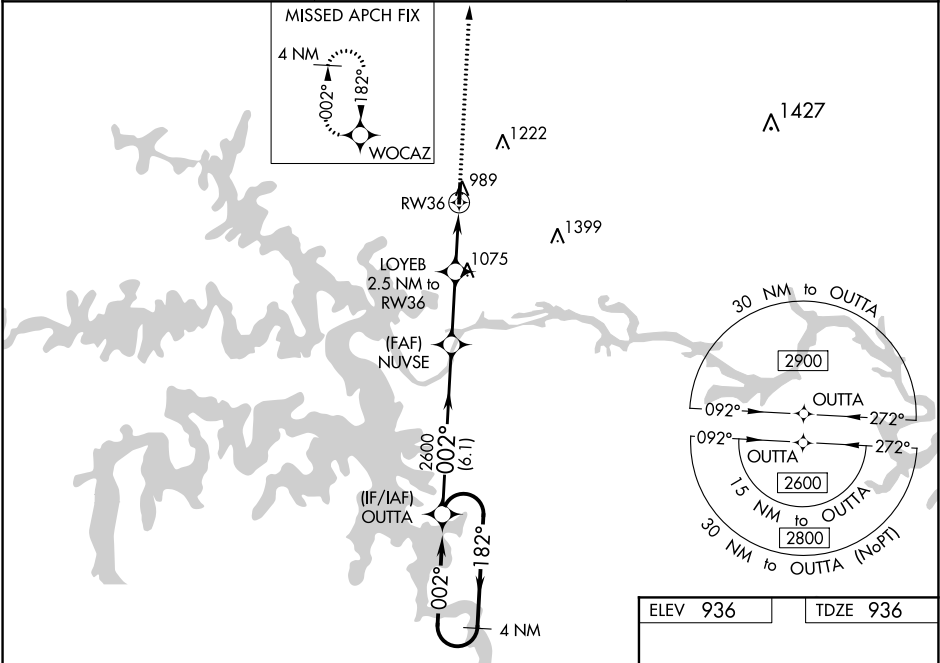 MISSED APCH FIX
4 NM
002°
182°
WOCAZ
1222
1427
989
RW36
1399
LOYEB
2.5 NM to
RW36
1075
(FAF)
NUVSE
2600
002°
(6.1)
(IF/IAF)
OUTTA
182°
002°
4 NM
30 NM to OUTTA
2900
OUTTA
092°
272°
092°
272°
OUTTA
2600
15 NM to OUTTA
2800
30 NM to OUTTA (NoPT)
ELEV 936
TDZE 936